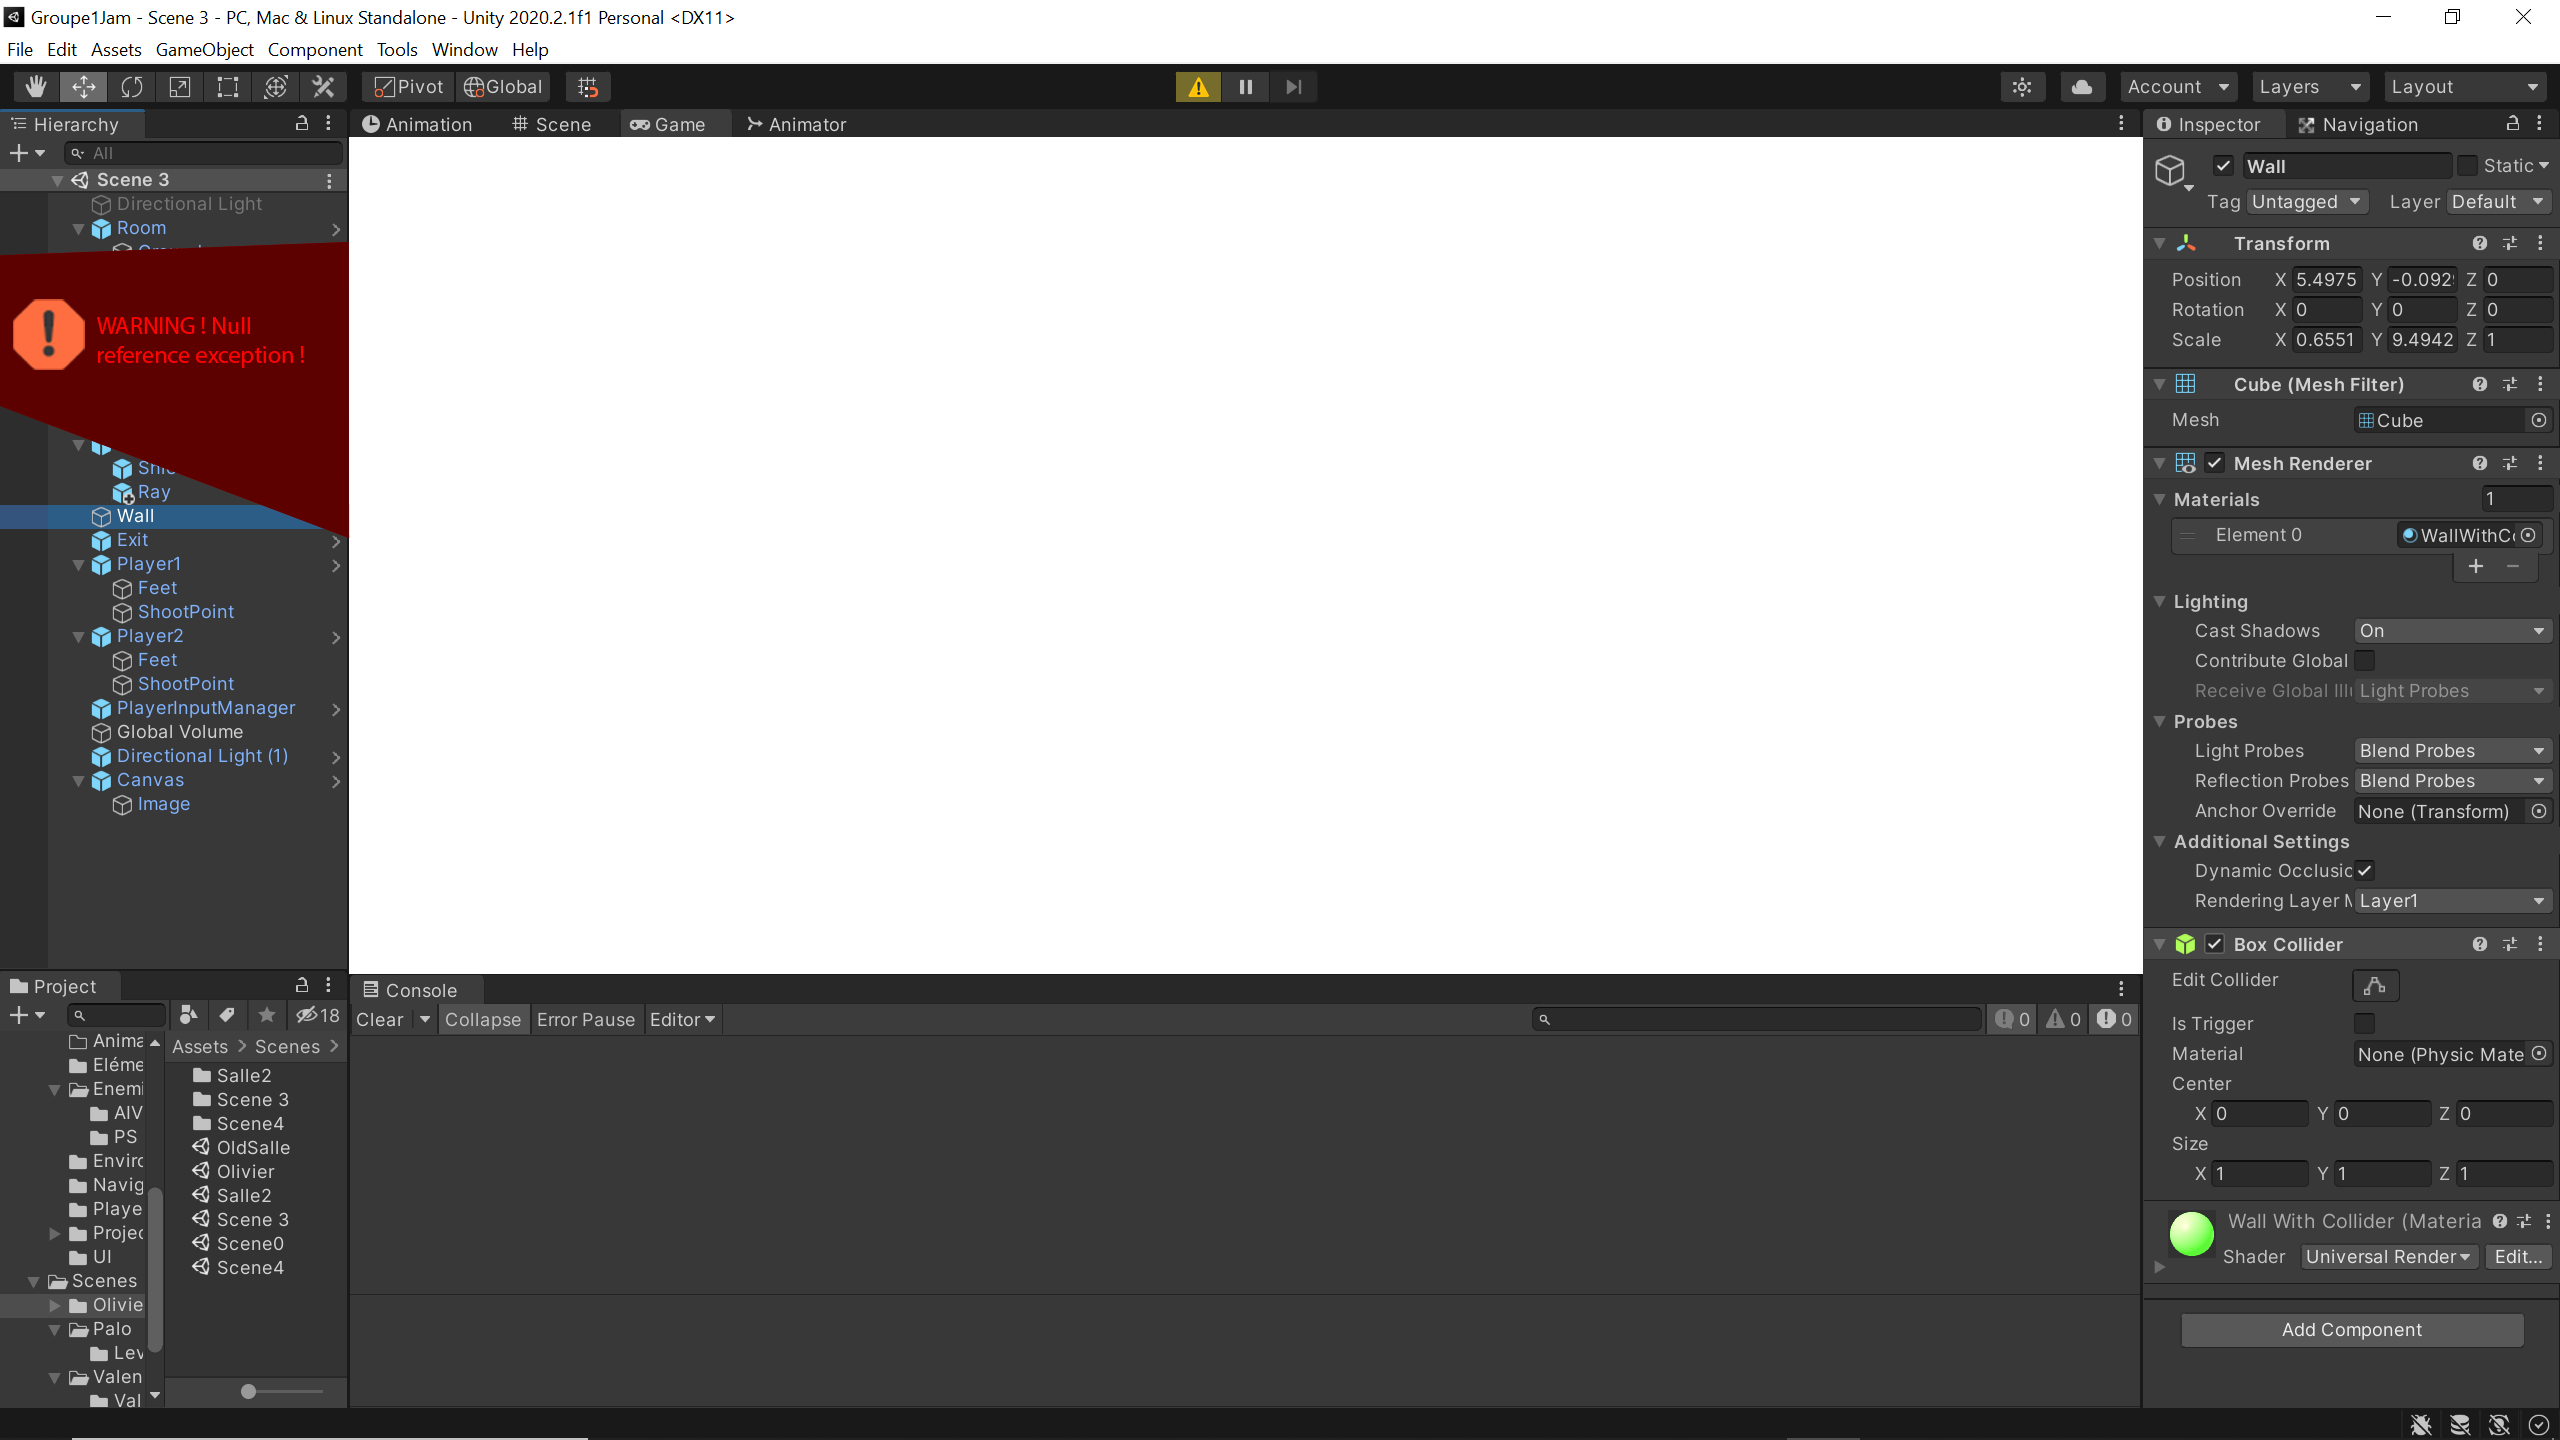 Groupe1Jam - Scene 3 - PC, Mac & Linux Standalone - Unity 2020.2.1f1 Personal <DX11>
File Edit Assets GameObject Component Tools Window Help
Pivot Global Account Layers Layout
Hierarchy
All
Scene 3
Directional Light
Room
WARNING ! Null
reference exception !
Ray
Wall
Exit
Player1
Feet
ShootPoint
Player2
Feet
ShootPoint
PlayerInputManager
Global Volume
Directional Light (1)
Canvas
Image
Animation Scene Game Animator
Project
18
Anima
Eléme
Enemi
AIV
PS
Enviro
Navig
Playe
Projec
UI
Scenes
Olivie
Palo
Lev
Valen
Val
Assets > Scenes >
Salle2
Scene 3
Scene4
OldSalle
Olivier
Salle2
Scene 3
Scene0
Scene4
Console
Clear Collapse Error Pause Editor 0 0 0
Inspector Navigation
Wall Static
Tag Untagged Layer Default
Transform
Position X 5.4975 Y -0.092 Z 0
Rotation X 0 Y 0 Z 0
Scale X 0.6551 Y 9.4942 Z 1
Cube (Mesh Filter)
Mesh Cube
Mesh Renderer
Materials 1
Element 0 WallWithCo
Lighting
Cast Shadows On
Contribute Global
Receive Global Illu Light Probes
Probes
Light Probes Blend Probes
Reflection Probes Blend Probes
Anchor Override None (Transform)
Additional Settings
Dynamic Occlusic
Rendering Layer M Layer1
Box Collider
Edit Collider
Is Trigger
Material None (Physic Mate
Center
X 0 Y 0 Z 0
Size
X 1 Y 1 Z 1
Wall With Collider (Materia
Shader Universal Render Edit...
Add Component